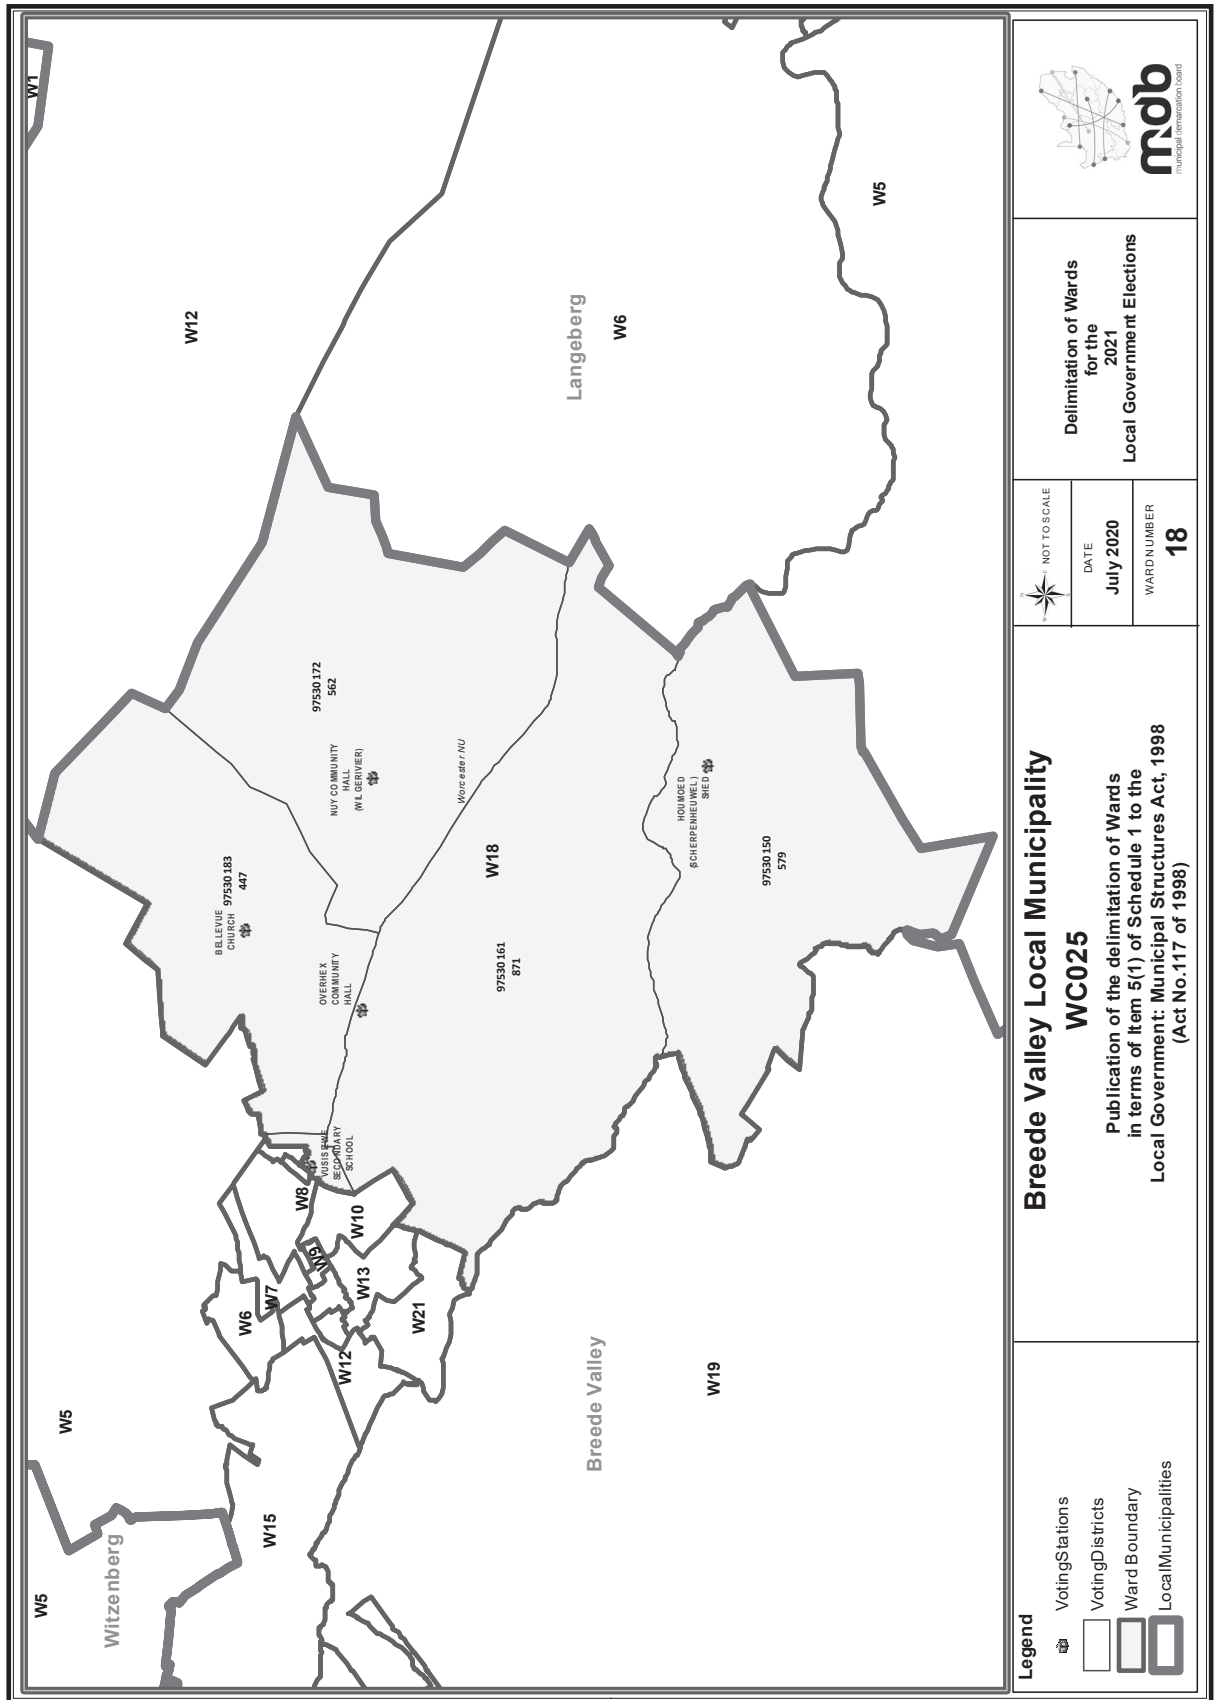 W1
W12
W5
Langeberg
W6
97530172
562
NUY COMMUNITY
HALL
(WILGERIVIER)
Worcester NU
97530183
447
BELLEVUE
CHURCH
W18
HOUMOED
(SCHERPENHEUWEL)
SHED
97530150
579
OVERHEX
COMMUNITY
HALL
97530161
871
SECONDARY
SCHOOL
W8
W10
W9
W13
W7
W6
W21
W12
Breede Valley
W19
W5
W15
Witzenberg
W5
Legend
VotingStations
VotingDistricts
Ward Boundary
LocalMunicipalities
Breede Valley Local Municipality
WC025
Publication of the delimitation of Wards
in terms of Item 5(1) of Schedule 1 to the
Local Government: Municipal Structures Act, 1998
(Act No.117 of 1998)
N
W
E
S
NOT TO SCALE
DATE
July 2020
WARD NUMBER
18
Delimitation of Wards
for the
2021
Local Government Elections
mdb
municipal demarcation board